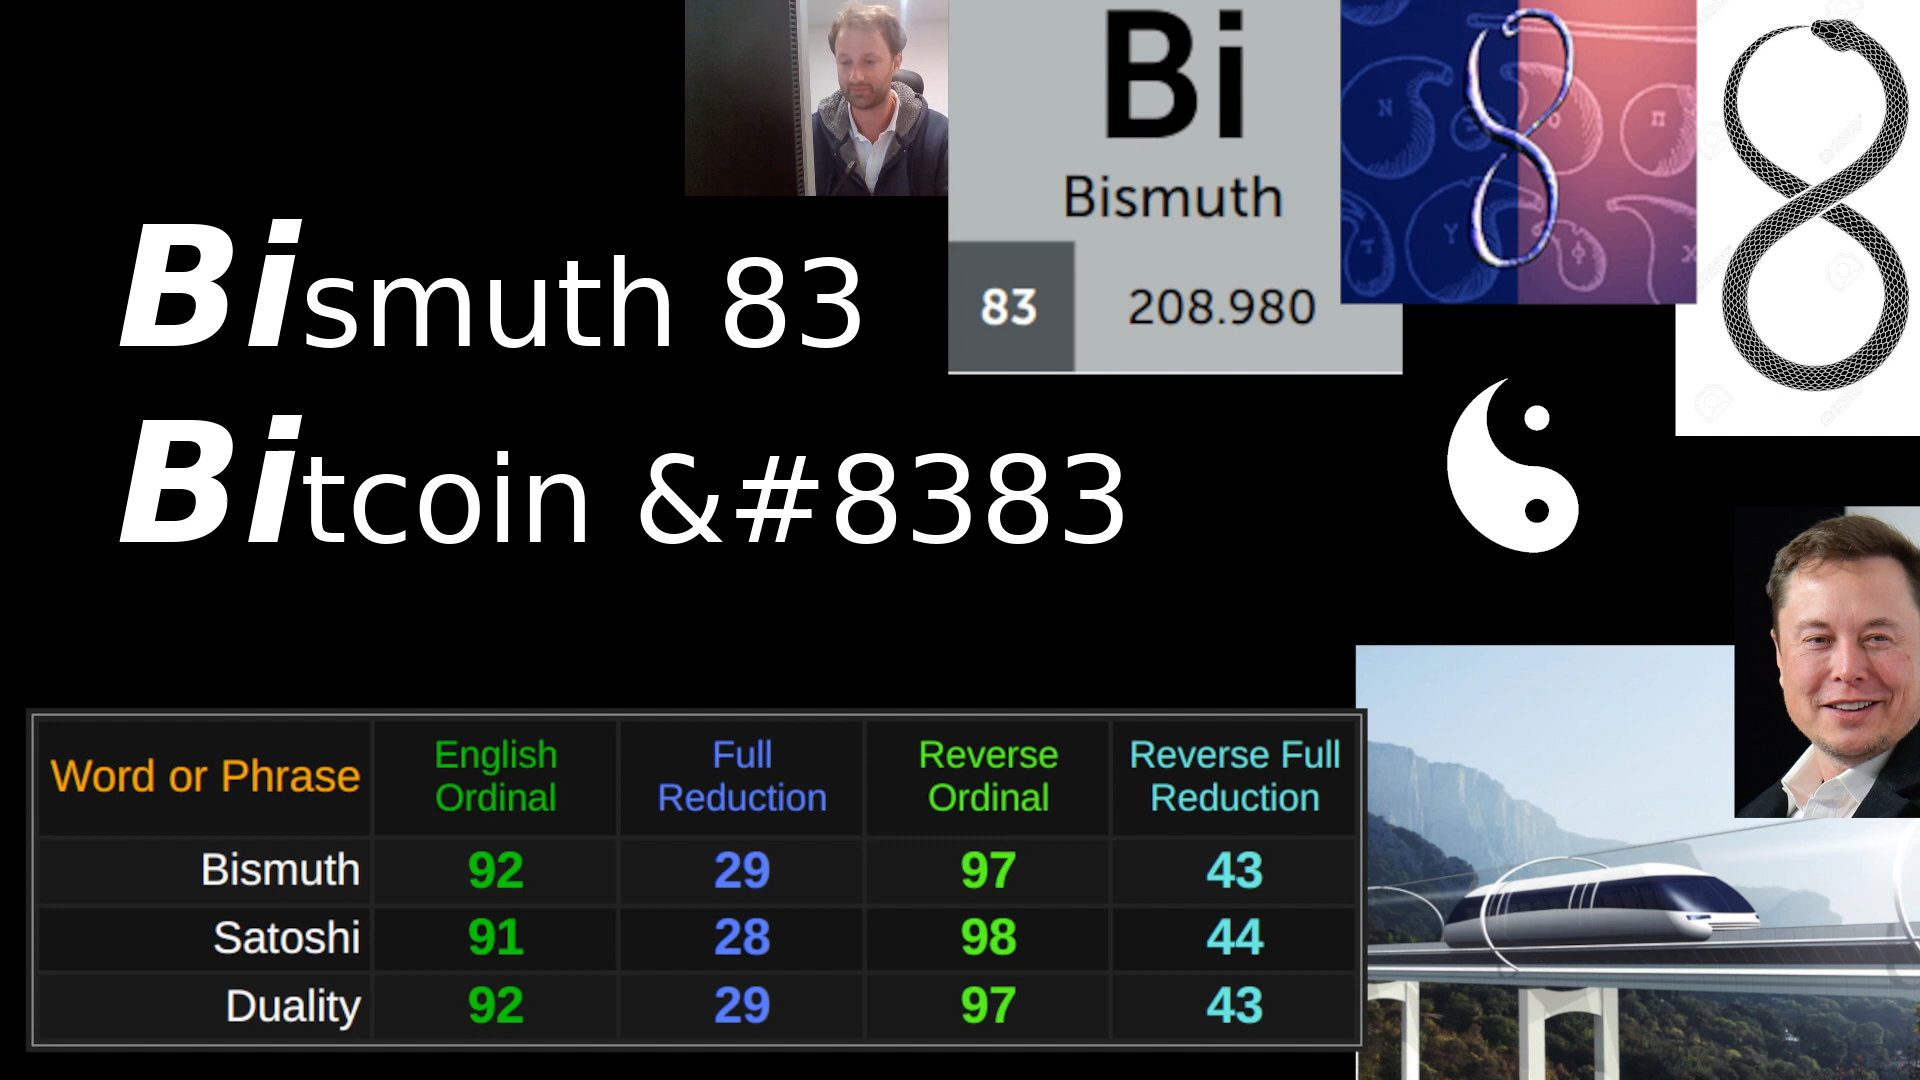 Bi
Bismuth
83 208.980
N
O
П
T
Y
Φ
X
Bismuth 83
Bitcoin &#8383
Word or Phrase English Ordinal Full Reduction Reverse Ordinal Reverse Full Reduction
Bismuth 92 29 97 43
Satoshi 91 28 98 44
Duality 92 29 97 43